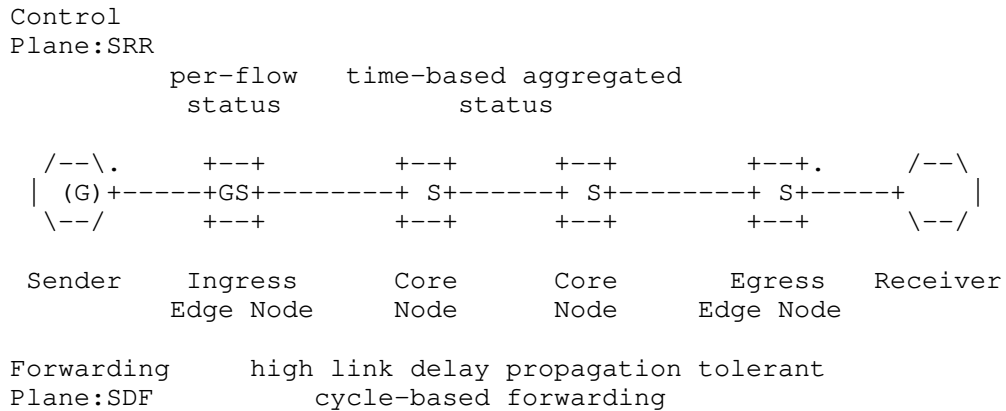 Control
Plane:SRR
          per-flow   time-based aggregated
           status           status

  /--\.     +--+         +--+      +--+        +--+.     /--\
 | (G)+-----+GS+---------+ S+------+ S+--------+ S+-----+    |
  \--/      +--+         +--+      +--+        +--+      \--/

 Sender    Ingress       Core      Core       Egress   Receiver
          Edge Node      Node      Node     Edge Node

Forwarding     high link delay propagation tolerant
Plane:SDF          cycle-based forwarding